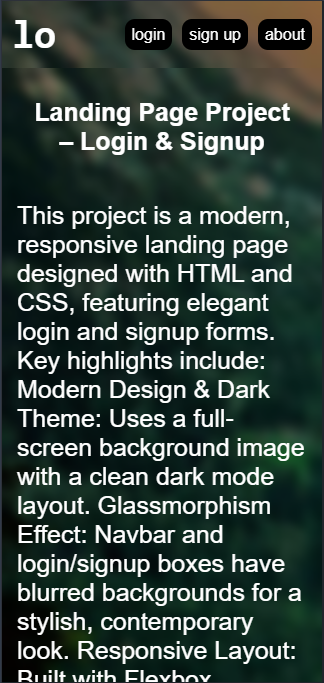 lo
login
sign up
about
Landing Page Project
– Login & Signup
This project is a modern,
responsive landing page
designed with HTML and
CSS, featuring elegant
login and signup forms.
Key highlights include:
Modern Design & Dark
Theme: Uses a full-
screen background image
with a clean dark mode
layout. Glassmorphism
Effect: Navbar and
login/signup boxes have
blurred backgrounds for a
stylish, contemporary
look. Responsive Layout:
Built with Flexbox